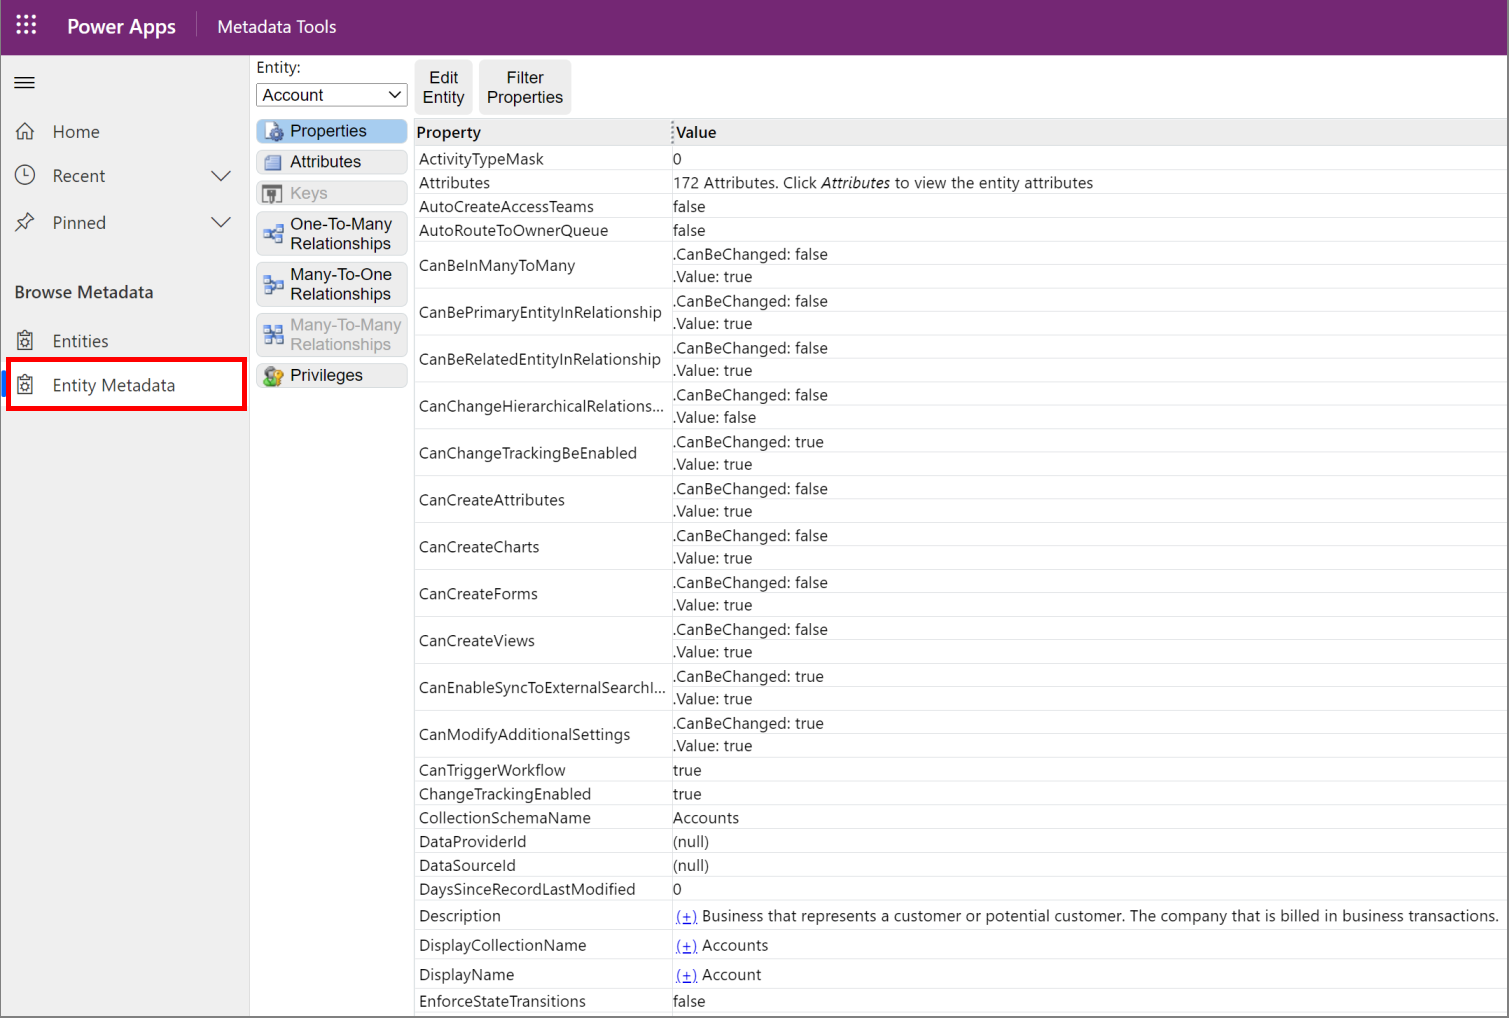 Power Apps
Metadata Tools
Home
Recent
Pinned
Browse Metadata
Entities
Entity Metadata
Entity:
Account
Edit
Entity
Filter
Properties
Properties
Attributes
Keys
One-To-Many
Relationships
Many-To-One
Relationships
Many-To-Many
Relationships
Privileges
Property Value
ActivityTypeMask 0
Attributes 172 Attributes. Click Attributes to view the entity attributes
AutoCreateAccessTeams false
AutoRouteToOwnerQueue false
CanBeInManyToMany
.CanBeChanged: false
.Value: true
CanBePrimaryEntityInRelationship
.CanBeChanged: false
.Value: true
CanBeRelatedEntityInRelationship
.CanBeChanged: false
.Value: true
CanChangeHierarchicalRelations...
.CanBeChanged: false
.Value: false
CanChangeTrackingBeEnabled
.CanBeChanged: true
.Value: true
CanCreateAttributes
.CanBeChanged: false
.Value: true
CanCreateCharts
.CanBeChanged: false
.Value: true
CanCreateForms
.CanBeChanged: false
.Value: true
CanCreateViews
.CanBeChanged: false
.Value: true
CanEnableSyncToExternalSearchI...
.CanBeChanged: true
.Value: true
CanModifyAdditionalSettings
.CanBeChanged: true
.Value: true
CanTriggerWorkflow true
ChangeTrackingEnabled true
CollectionSchemaName Accounts
DataProviderId (null)
DataSourceId (null)
DaysSinceRecordLastModified 0
Description (+) Business that represents a customer or potential customer. The company that is billed in business transactions.
DisplayCollectionName (+) Accounts
DisplayName (+) Account
EnforceStateTransitions false